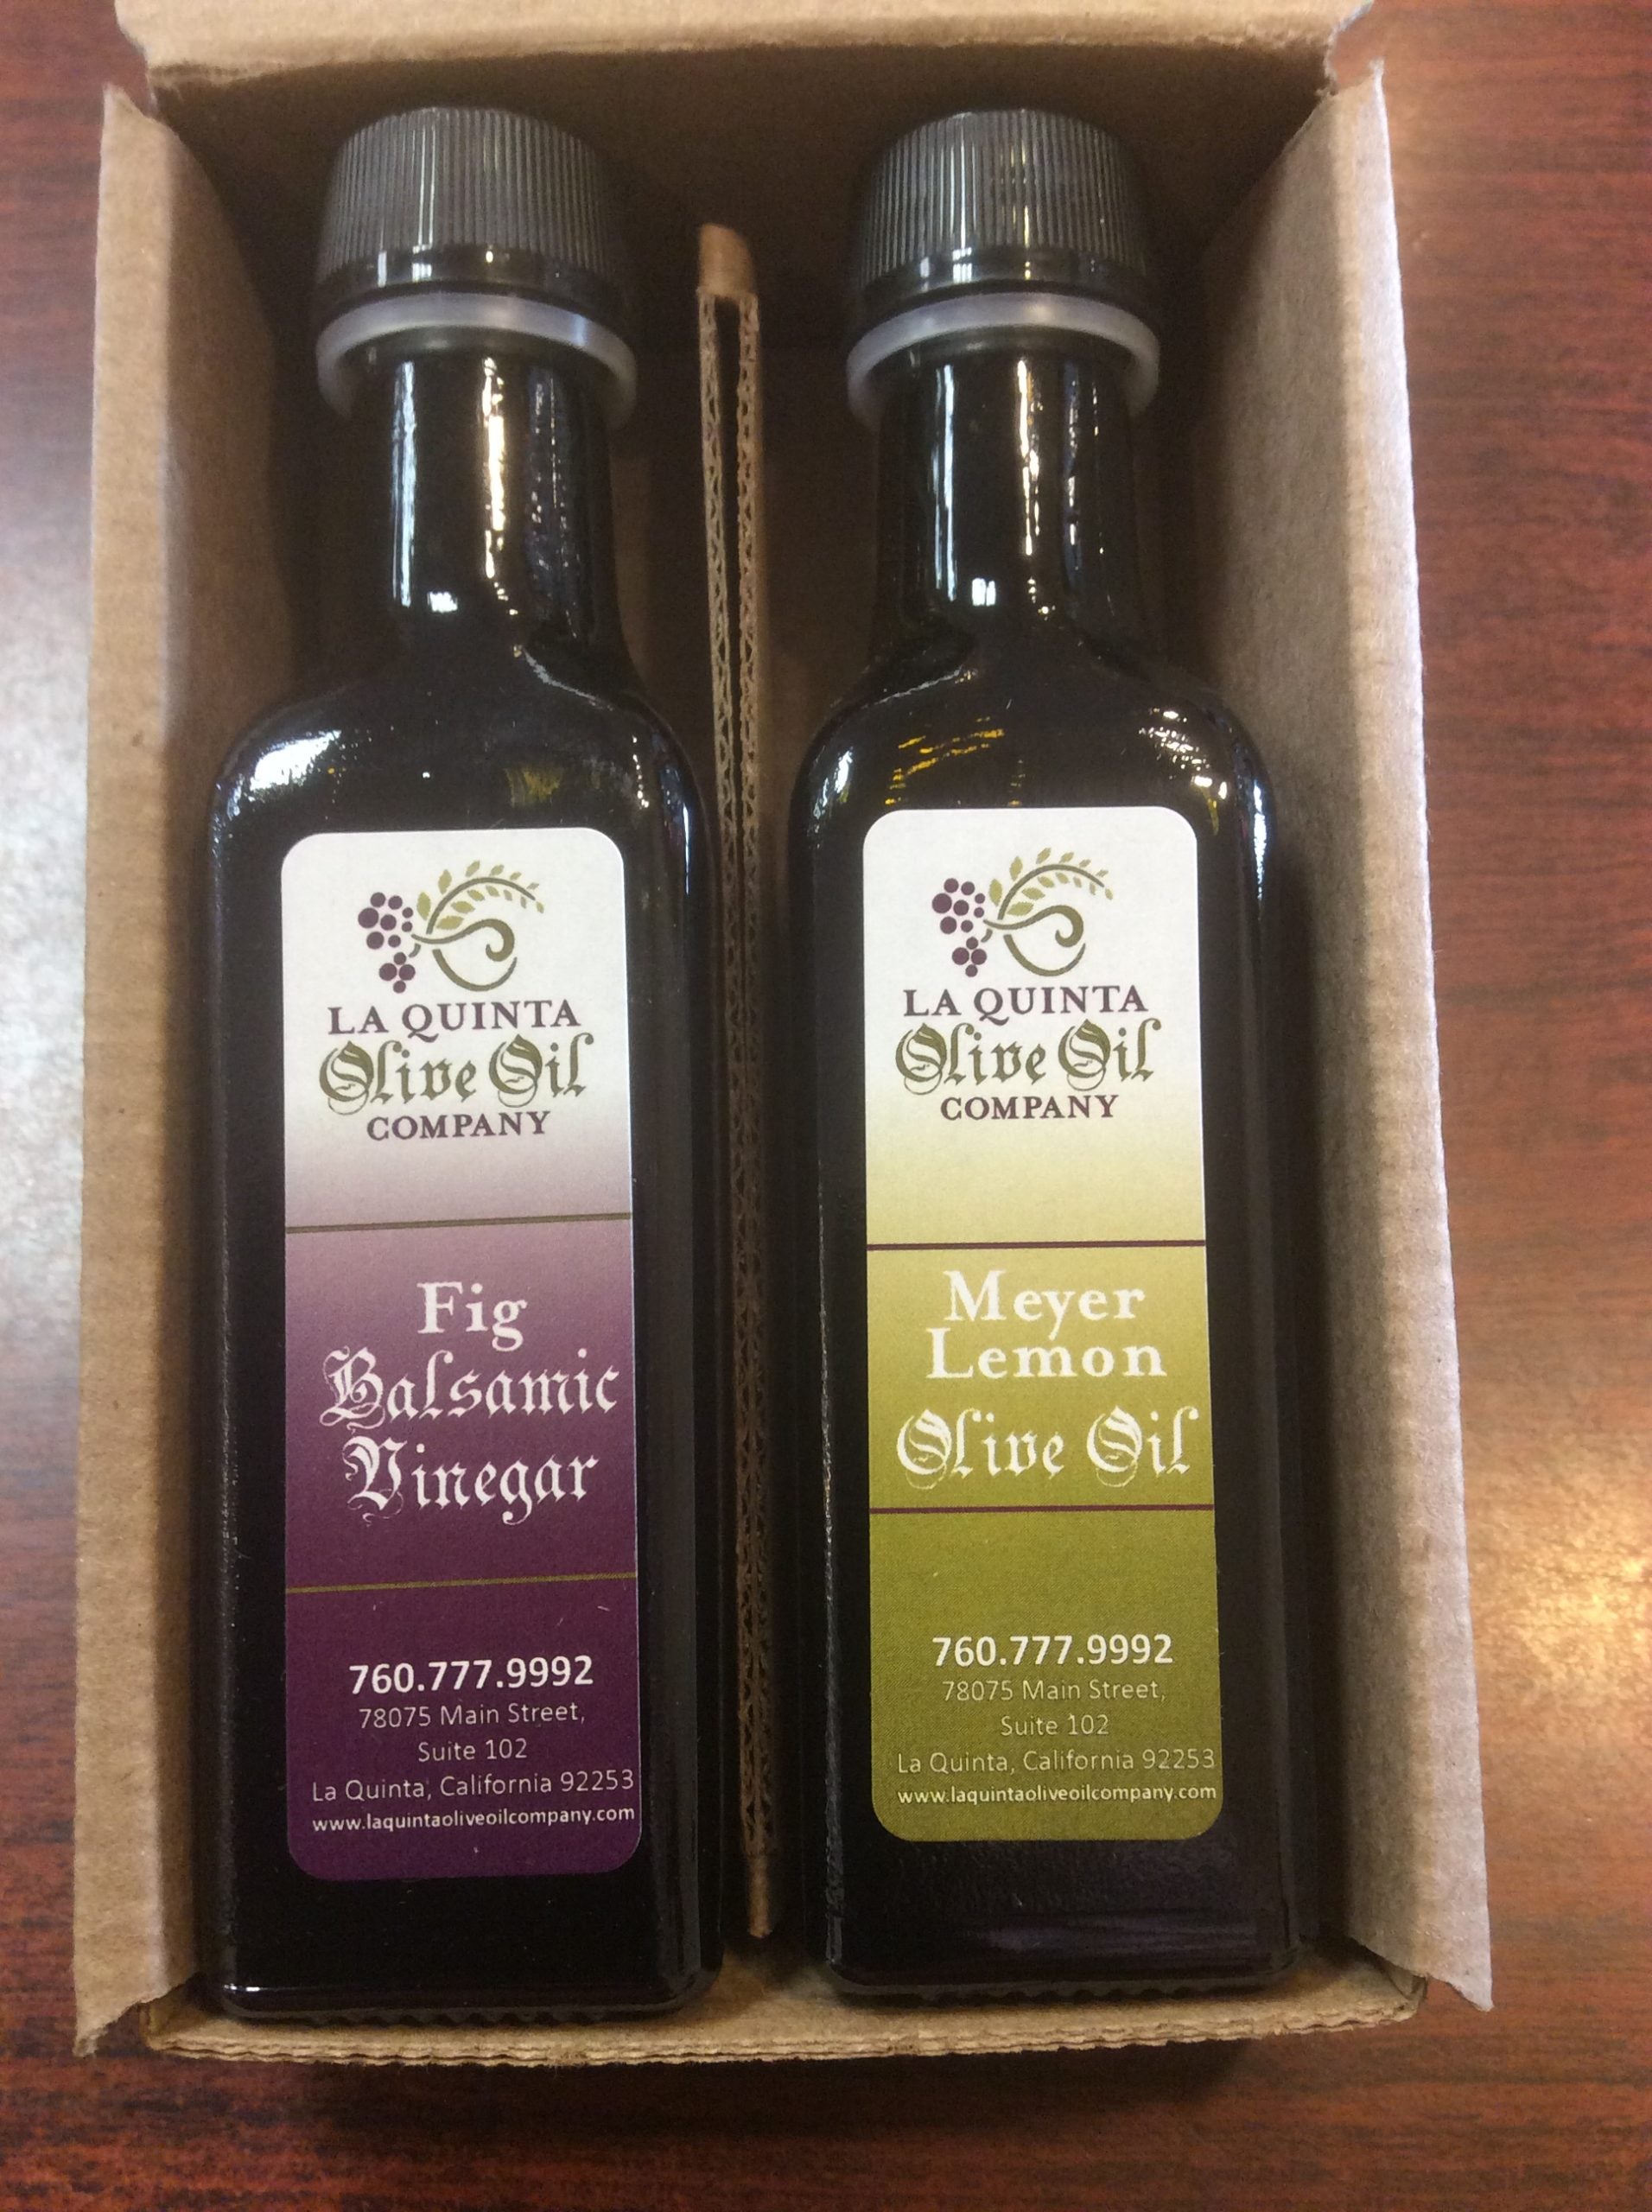 LA QUINTA
Olive Oil
COMPANY
Fig
Balsamic
Vinegar
760.777.9992
78075 Main Street,
Suite 102
La Quinta, California 92253
www.laquintaoliveoilcompany.com
LA QUINTA
Olive Oil
COMPANY
Meyer
Lemon
Olive Oil
760.777.9992
78075 Main Street,
Suite 102
La Quinta, California 92253
www.laquintaoliveoilcompany.com